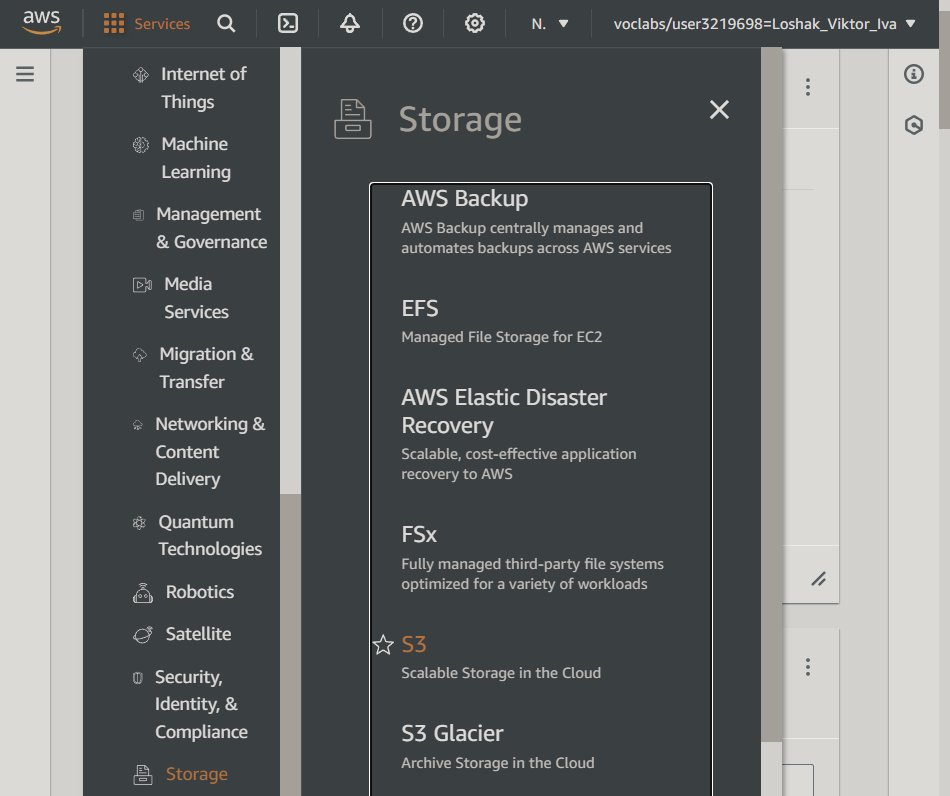 aws
Services
N.
voclabs/user3219698=Loshak_Viktor_Iva
Internet of
Things
Machine
Learning
Management
& Governance
Media
Services
Migration &
Transfer
Networking &
Content
Delivery
Quantum
Technologies
Robotics
Satellite
Security,
Identity, &
Compliance
Storage
Storage
AWS Backup
AWS Backup centrally manages and
automates backups across AWS services
EFS
Managed File Storage for EC2
AWS Elastic Disaster
Recovery
Scalable, cost-effective application
recovery to AWS
FSx
Fully managed third-party file systems
optimized for a variety of workloads
S3
Scalable Storage in the Cloud
S3 Glacier
Archive Storage in the Cloud